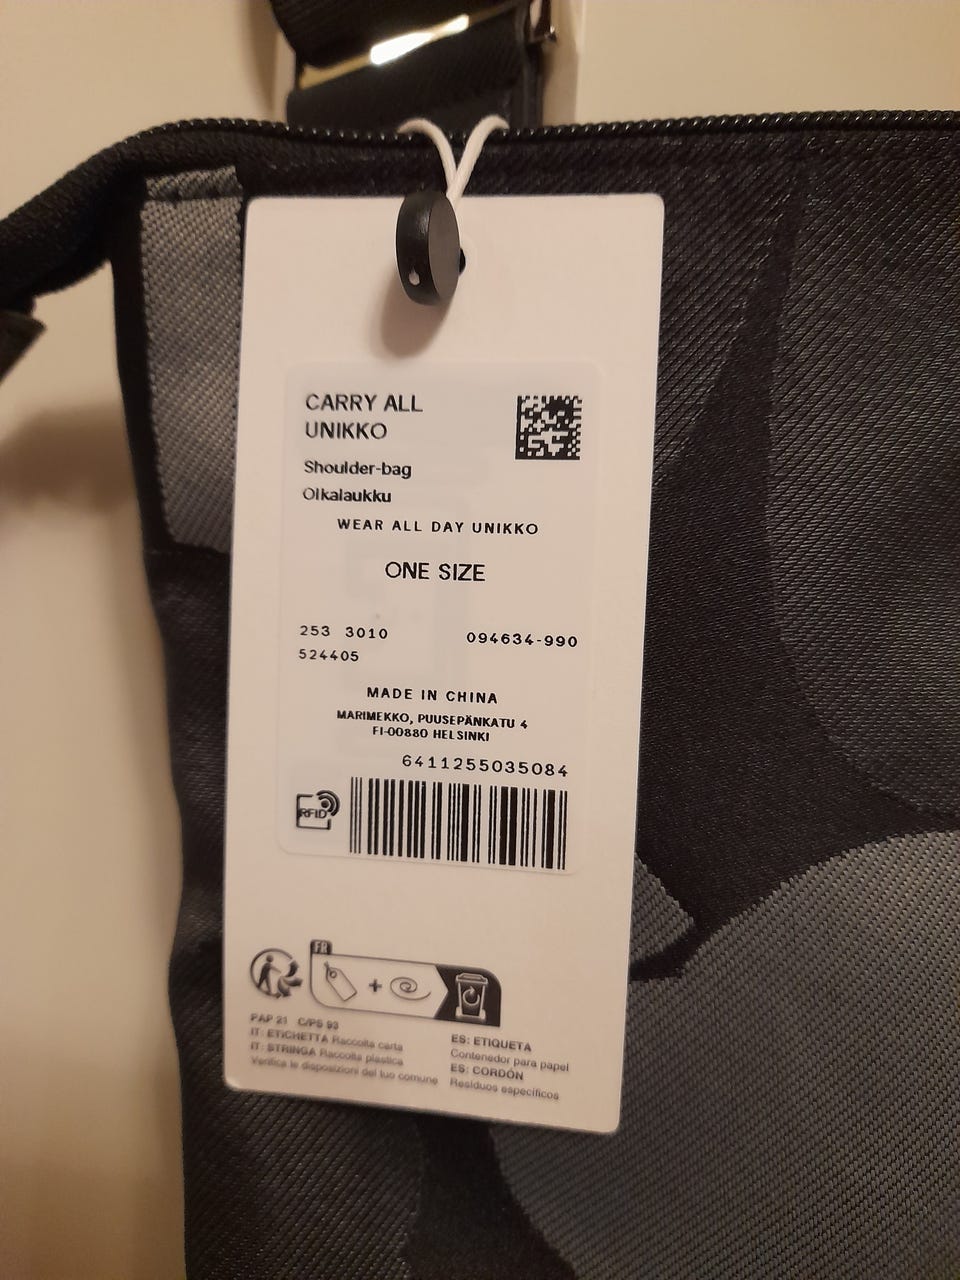 CARRY ALL
UNIKKO
Shoulder-bag
Olkalaukku
WEAR ALL DAY UNIKKO
ONE SIZE
253 3010 094634-990
524405
MADE IN CHINA
MARIMEKKO, PUUSEPÄNKATU 4
FI-00880 HELSINKI
6411255035084
RFID
FR
PAP 21 C/PS 93
IT: ETICHETTA Raccolta carta
IT: STRINGA Raccolta plastica
Verifica le disposizioni del tuo comune
ES: ETIQUETA
Contenedor para papel
ES: CORDÓN
Residuos específicos